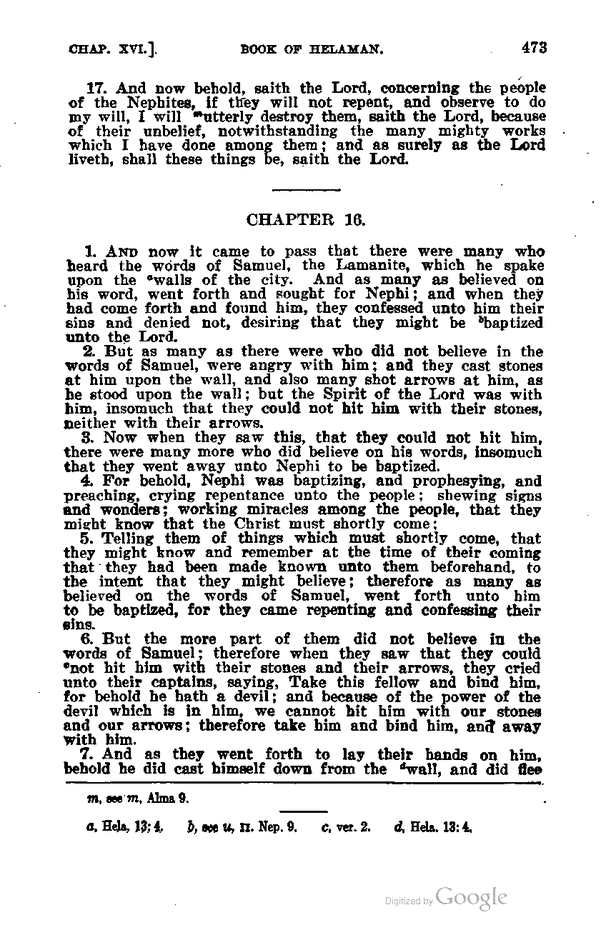 CHAP. XVI.]. BOOK OF HELAMAN. 473
17. And now behold, saith the Lord, concerning the people
of the Nephites, if they will not repent, and observe to do
my will, I will ᵐutterly destroy them, saith the Lord, because
of their unbelief, notwithstanding the many mighty works
which I have done among them; and as surely as the Lord
liveth, shall these things be, saith the Lord.
CHAPTER 16.
1. AND now it came to pass that there were many who
heard the words of Samuel, the Lamanite, which he spake
upon the ᵃwalls of the city. And as many as believed on
his word, went forth and sought for Nephi; and when they
had come forth and found him, they confessed unto him their
sins and denied not, desiring that they might be ᵇbaptized
unto the Lord.
2. But as many as there were who did not believe in the
words of Samuel, were angry with him; and they cast stones
at him upon the wall, and also many shot arrows at him, as
he stood upon the wall; but the Spirit of the Lord was with
him, insomuch that they could not hit him with their stones,
neither with their arrows.
3. Now when they saw this, that they could not hit him,
there were many more who did believe on his words, insomuch
that they went away unto Nephi to be baptized.
4. For behold, Nephi was baptizing, and prophesying, and
preaching, crying repentance unto the people; shewing signs
and wonders; working miracles among the people, that they
might know that the Christ must shortly come;
5. Telling them of things which must shortly come, that
they might know and remember at the time of their coming
that they had been made known unto them beforehand, to
the intent that they might believe; therefore as many as
believed on the words of Samuel, went forth unto him
to be baptized, for they came repenting and confessing their
sins.
6. But the more part of them did not believe in the
words of Samuel; therefore when they saw that they could
ᶜnot hit him with their stones and their arrows, they cried
unto their captains, saying, Take this fellow and bind him,
for behold he hath a devil; and because of the power of the
devil which is in him, we cannot hit him with our stones
and our arrows; therefore take him and bind him, and away
with him.
7. And as they went forth to lay their hands on him,
behold he did cast himself down from the ᵈwall, and did flee
m, see m, Alma 9.
a, Hela, 13:4. b, see u, II. Nep. 9. c, ver. 2. d, Hela. 13:4.
Digitized by Google